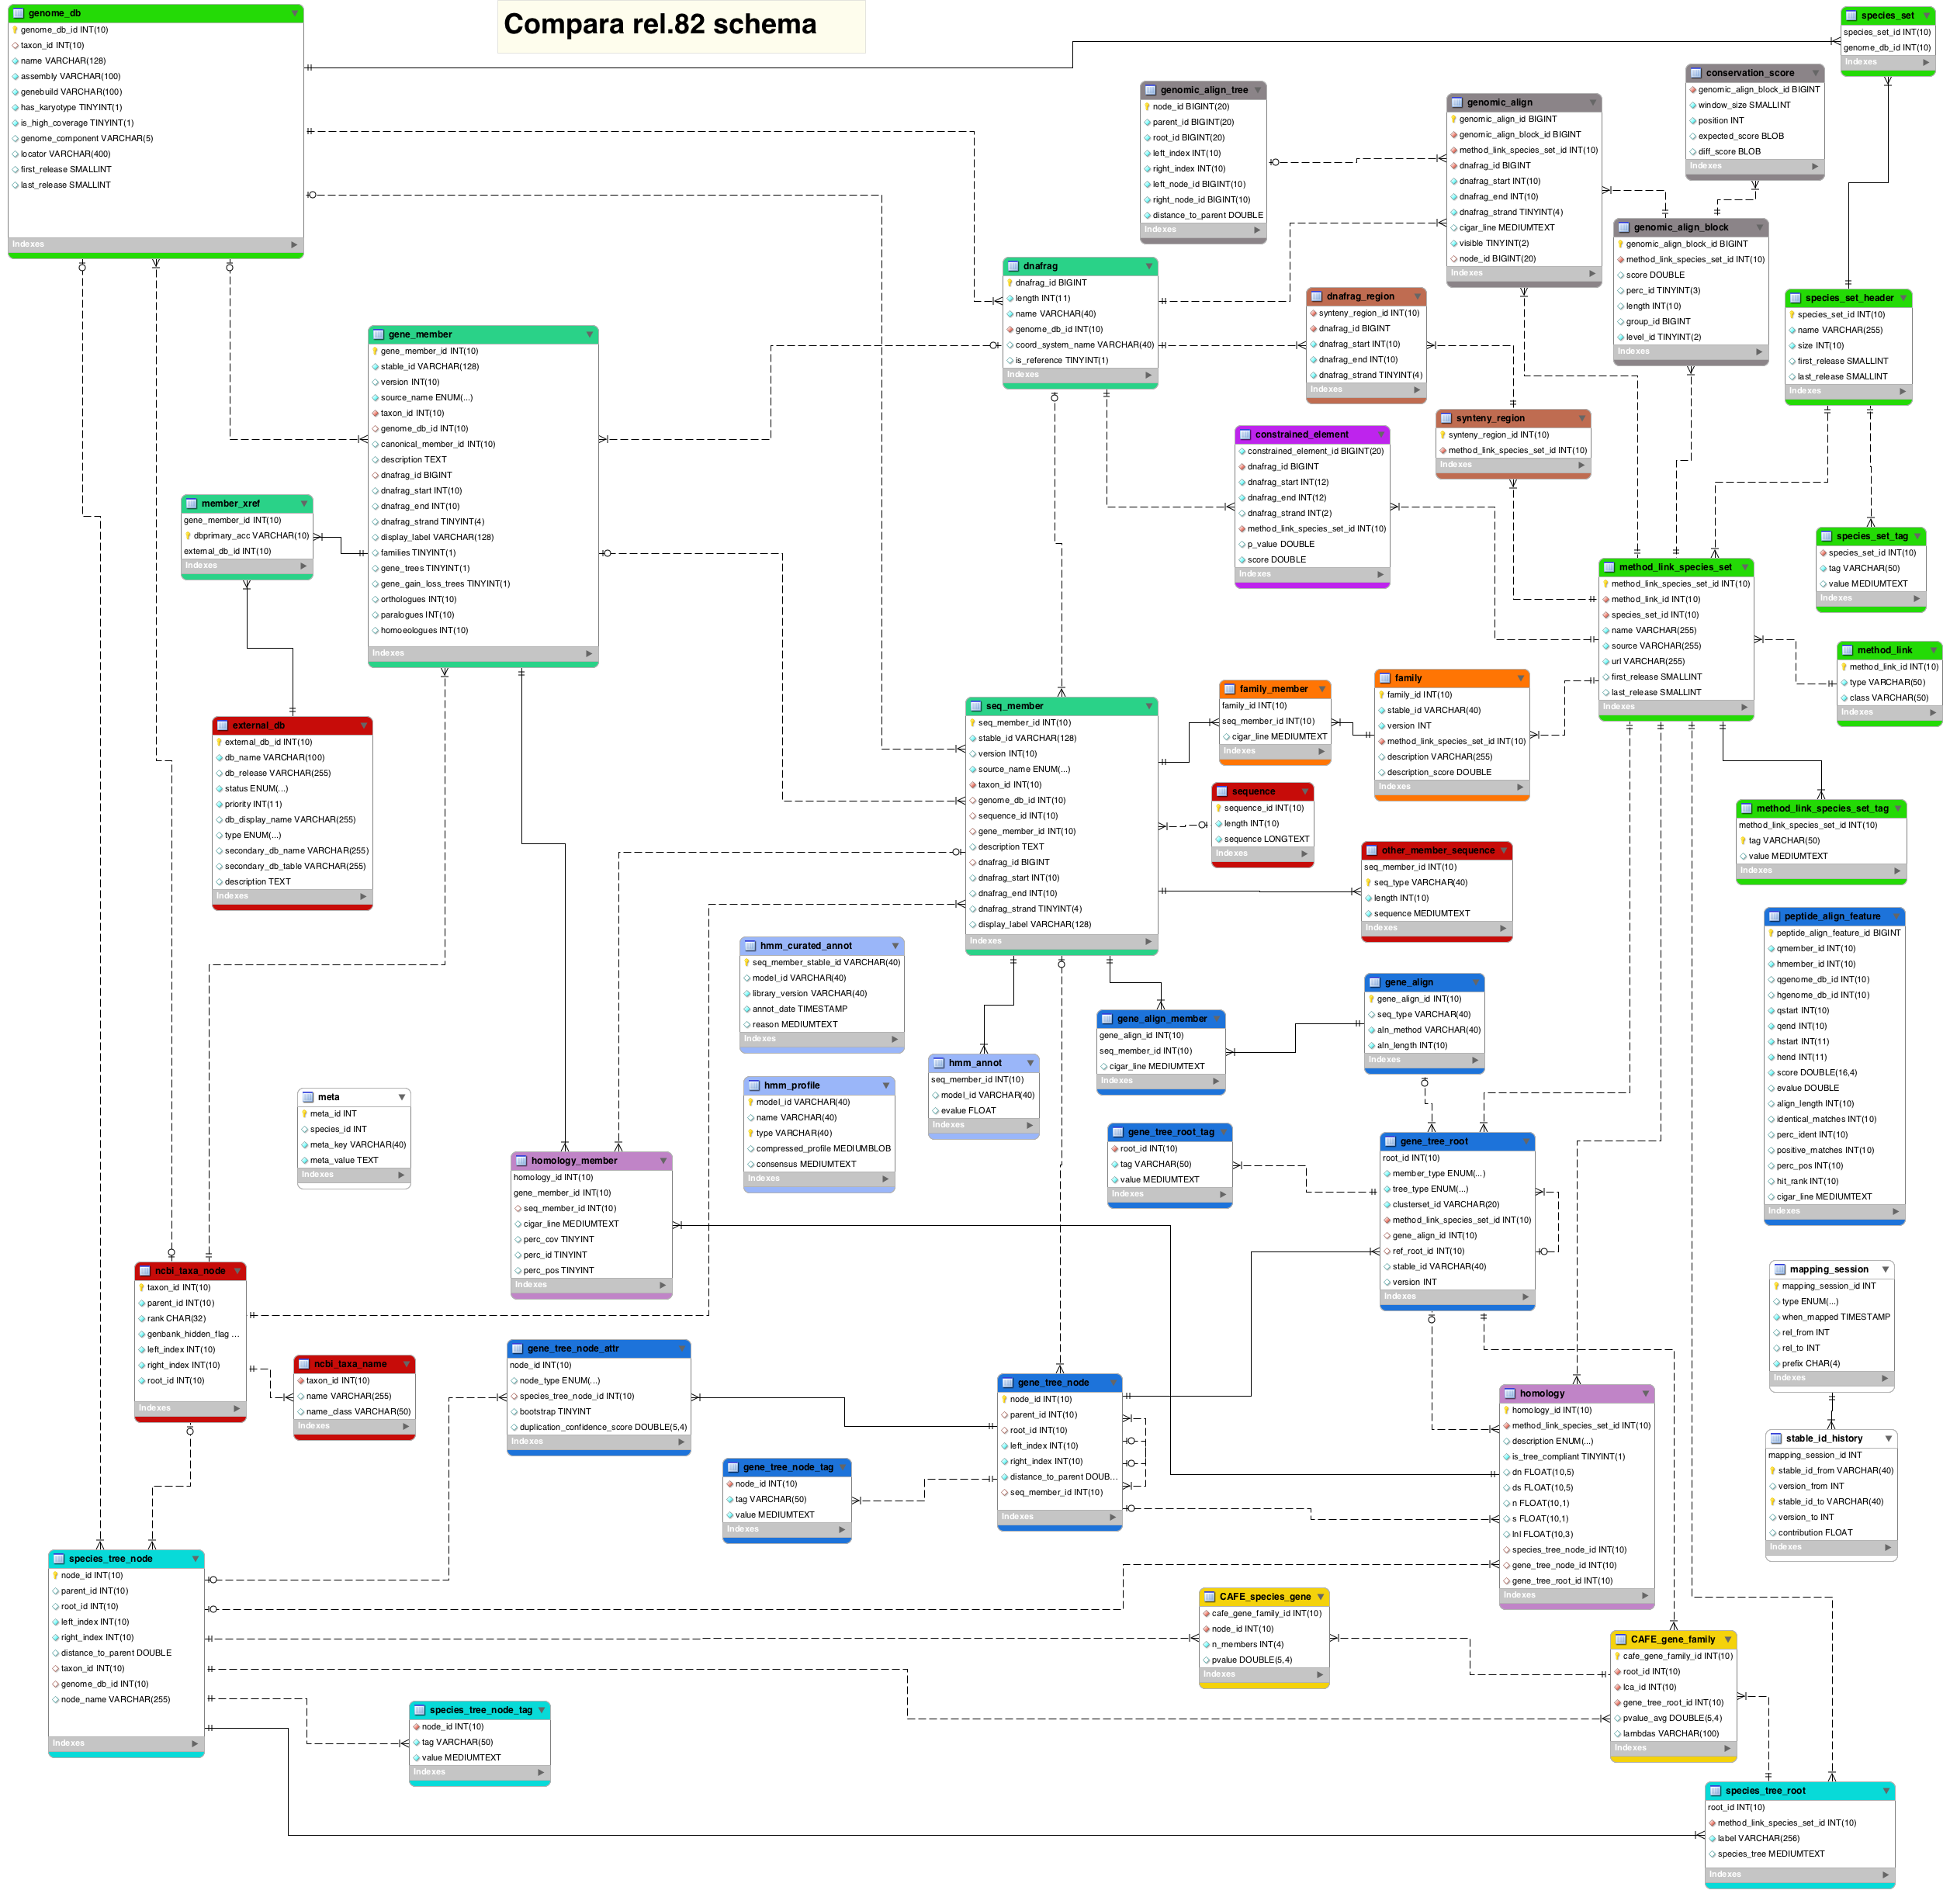 Compara rel.82 schema
genome_db
genome_db_id INT(10)
taxon_id INT(10)
name VARCHAR(128)
assembly VARCHAR(100)
genebuild VARCHAR(100)
has_karyotype TINYINT(1)
is_high_coverage TINYINT(1)
genome_component VARCHAR(5)
locator VARCHAR(400)
first_release SMALLINT
last_release SMALLINT
Indexes
species_set
species_set_id INT(10)
genome_db_id INT(10)
Indexes
conservation_score
genomic_align_block_id BIGINT
window_size SMALLINT
position INT
expected_score BLOB
diff_score BLOB
Indexes
genomic_align_tree
node_id BIGINT(20)
parent_id BIGINT(20)
root_id BIGINT(20)
left_index INT(10)
right_index INT(10)
left_node_id BIGINT(10)
right_node_id BIGINT(10)
distance_to_parent DOUBLE
Indexes
genomic_align
genomic_align_id BIGINT
genomic_align_block_id BIGINT
method_link_species_set_id INT(10)
dnafrag_id BIGINT
dnafrag_start INT(10)
dnafrag_end INT(10)
dnafrag_strand TINYINT(4)
cigar_line MEDIUMTEXT
visible TINYINT(2)
node_id BIGINT(20)
Indexes
genomic_align_block
genomic_align_block_id BIGINT
method_link_species_set_id INT(10)
score DOUBLE
perc_id TINYINT(3)
length INT(10)
group_id BIGINT
level_id TINYINT(2)
Indexes
dnafrag
dnafrag_id BIGINT
length INT(11)
name VARCHAR(40)
genome_db_id INT(10)
coord_system_name VARCHAR(40)
is_reference TINYINT(1)
Indexes
dnafrag_region
synteny_region_id INT(10)
dnafrag_id BIGINT
dnafrag_start INT(10)
dnafrag_end INT(10)
dnafrag_strand TINYINT(4)
Indexes
species_set_header
species_set_id INT(10)
name VARCHAR(255)
size INT(10)
first_release SMALLINT
last_release SMALLINT
Indexes
gene_member
gene_member_id INT(10)
stable_id VARCHAR(128)
version INT(10)
source_name ENUM(...)
taxon_id INT(10)
genome_db_id INT(10)
canonical_member_id INT(10)
description TEXT
dnafrag_id BIGINT
dnafrag_start INT(10)
dnafrag_end INT(10)
dnafrag_strand TINYINT(4)
display_label VARCHAR(128)
families TINYINT(1)
gene_trees TINYINT(1)
gene_gain_loss_trees TINYINT(1)
orthologues INT(10)
paralogues INT(10)
homoeologues INT(10)
Indexes
synteny_region
synteny_region_id INT(10)
method_link_species_set_id INT(10)
Indexes
constrained_element
constrained_element_id BIGINT(20)
dnafrag_id BIGINT
dnafrag_start INT(12)
dnafrag_end INT(12)
dnafrag_strand INT(2)
method_link_species_set_id INT(10)
p_value DOUBLE
score DOUBLE
Indexes
member_xref
gene_member_id INT(10)
dbprimary_acc VARCHAR(10)
external_db_id INT(10)
Indexes
species_set_tag
species_set_id INT(10)
tag VARCHAR(50)
value MEDIUMTEXT
Indexes
method_link_species_set
method_link_species_set_id INT(10)
method_link_id INT(10)
species_set_id INT(10)
name VARCHAR(255)
source VARCHAR(255)
url VARCHAR(255)
first_release SMALLINT
last_release SMALLINT
Indexes
method_link
method_link_id INT(10)
type VARCHAR(50)
class VARCHAR(50)
Indexes
external_db
external_db_id INT(10)
db_name VARCHAR(100)
db_release VARCHAR(255)
status ENUM(...)
priority INT(11)
db_display_name VARCHAR(255)
type ENUM(...)
secondary_db_name VARCHAR(255)
secondary_db_table VARCHAR(255)
description TEXT
Indexes
seq_member
seq_member_id INT(10)
stable_id VARCHAR(128)
version INT(10)
source_name ENUM(...)
taxon_id INT(10)
genome_db_id INT(10)
sequence_id INT(10)
gene_member_id INT(10)
description TEXT
dnafrag_id BIGINT
dnafrag_start INT(10)
dnafrag_end INT(10)
dnafrag_strand TINYINT(4)
display_label VARCHAR(128)
Indexes
family_member
family_id INT(10)
seq_member_id INT(10)
cigar_line MEDIUMTEXT
Indexes
family
family_id INT(10)
stable_id VARCHAR(40)
version INT
method_link_species_set_id INT(10)
description VARCHAR(255)
description_score DOUBLE
Indexes
sequence
sequence_id INT(10)
length INT(10)
sequence LONGTEXT
Indexes
method_link_species_set_tag
method_link_species_set_id INT(10)
tag VARCHAR(50)
value MEDIUMTEXT
Indexes
other_member_sequence
seq_member_id INT(10)
seq_type VARCHAR(40)
length INT(10)
sequence MEDIUMTEXT
Indexes
peptide_align_feature
peptide_align_feature_id BIGINT
qmember_id INT(10)
hmember_id INT(10)
qgenome_db_id INT(10)
hgenome_db_id INT(10)
qstart INT(10)
qend INT(10)
hstart INT(11)
hend INT(11)
score DOUBLE(16,4)
evalue DOUBLE
align_length INT(10)
identical_matches INT(10)
perc_ident INT(10)
positive_matches INT(10)
perc_pos INT(10)
hit_rank INT(10)
cigar_line MEDIUMTEXT
Indexes
hmm_curated_annot
seq_member_stable_id VARCHAR(40)
model_id VARCHAR(40)
library_version VARCHAR(40)
annot_date TIMESTAMP
reason MEDIUMTEXT
Indexes
hmm_annot
seq_member_id INT(10)
model_id VARCHAR(40)
evalue FLOAT
Indexes
gene_align_member
gene_align_id INT(10)
seq_member_id INT(10)
cigar_line MEDIUMTEXT
Indexes
gene_align
gene_align_id INT(10)
seq_type VARCHAR(40)
aln_method VARCHAR(40)
aln_length INT(10)
Indexes
meta
meta_id INT
species_id INT
meta_key VARCHAR(40)
meta_value TEXT
Indexes
hmm_profile
model_id VARCHAR(40)
name VARCHAR(40)
type VARCHAR(40)
compressed_profile MEDIUMBLOB
consensus MEDIUMTEXT
Indexes
gene_tree_root_tag
root_id INT(10)
tag VARCHAR(50)
value MEDIUMTEXT
Indexes
gene_tree_root
root_id INT(10)
member_type ENUM(...)
tree_type ENUM(...)
clusterset_id VARCHAR(20)
method_link_species_set_id INT(10)
gene_align_id INT(10)
ref_root_id INT(10)
stable_id VARCHAR(40)
version INT
Indexes
homology_member
homology_id INT(10)
gene_member_id INT(10)
seq_member_id INT(10)
cigar_line MEDIUMTEXT
perc_cov TINYINT
perc_id TINYINT
perc_pos TINYINT
Indexes
ncbi_taxa_node
taxon_id INT(10)
parent_id INT(10)
rank CHAR(32)
genbank_hidden_flag ...
left_index INT(10)
right_index INT(10)
root_id INT(10)
Indexes
mapping_session
mapping_session_id INT
type ENUM(...)
when_mapped TIMESTAMP
rel_from INT
rel_to INT
prefix CHAR(4)
Indexes
ncbi_taxa_name
taxon_id INT(10)
name VARCHAR(255)
name_class VARCHAR(50)
Indexes
gene_tree_node_attr
node_id INT(10)
node_type ENUM(...)
species_tree_node_id INT(10)
bootstrap TINYINT
duplication_confidence_score DOUBLE(5,4)
Indexes
gene_tree_node
node_id INT(10)
parent_id INT(10)
root_id INT(10)
left_index INT(10)
right_index INT(10)
distance_to_parent DOUB...
seq_member_id INT(10)
Indexes
homology
homology_id INT(10)
method_link_species_set_id INT(10)
description ENUM(...)
is_tree_compliant TINYINT(1)
dn FLOAT(10,5)
ds FLOAT(10,5)
n FLOAT(10,1)
s FLOAT(10,1)
lnl FLOAT(10,3)
species_tree_node_id INT(10)
gene_tree_node_id INT(10)
gene_tree_root_id INT(10)
Indexes
stable_id_history
mapping_session_id INT
stable_id_from VARCHAR(40)
version_from INT
stable_id_to VARCHAR(40)
version_to INT
contribution FLOAT
Indexes
gene_tree_node_tag
node_id INT(10)
tag VARCHAR(50)
value MEDIUMTEXT
Indexes
species_tree_node
node_id INT(10)
parent_id INT(10)
root_id INT(10)
left_index INT(10)
right_index INT(10)
distance_to_parent DOUBLE
taxon_id INT(10)
genome_db_id INT(10)
node_name VARCHAR(255)
Indexes
CAFE_species_gene
cafe_gene_family_id INT(10)
node_id INT(10)
n_members INT(4)
pvalue DOUBLE(5,4)
Indexes
CAFE_gene_family
cafe_gene_family_id INT(10)
root_id INT(10)
lca_id INT(10)
gene_tree_root_id INT(10)
pvalue_avg DOUBLE(5,4)
lambdas VARCHAR(100)
Indexes
species_tree_node_tag
node_id INT(10)
tag VARCHAR(50)
value MEDIUMTEXT
Indexes
species_tree_root
root_id INT(10)
method_link_species_set_id INT(10)
label VARCHAR(256)
species_tree MEDIUMTEXT
Indexes